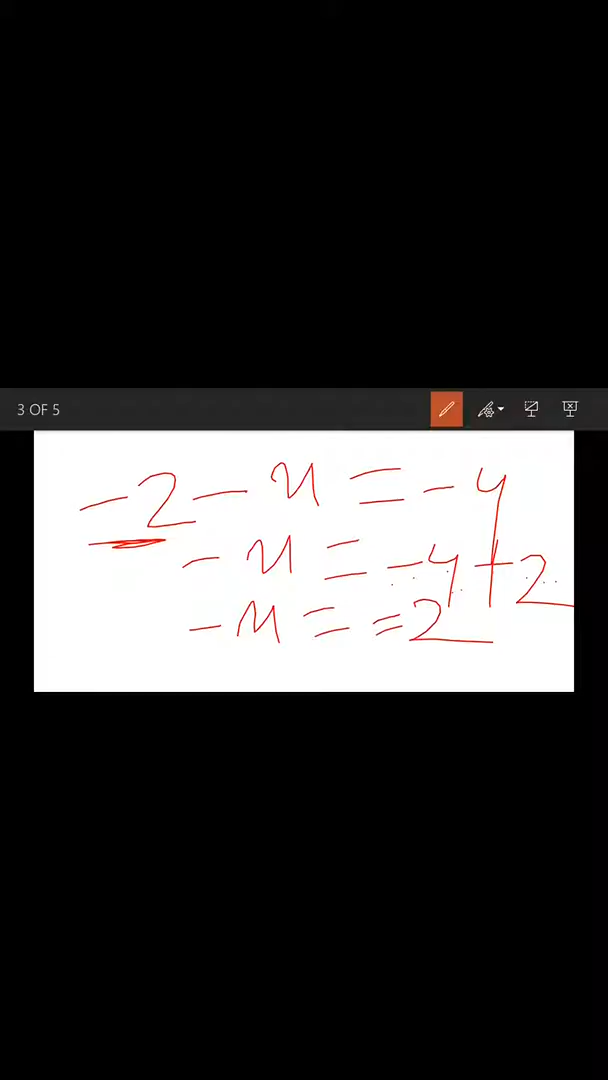 3 OF 5
-2 - x = -4
- x = -4 + 2
- x = = 2